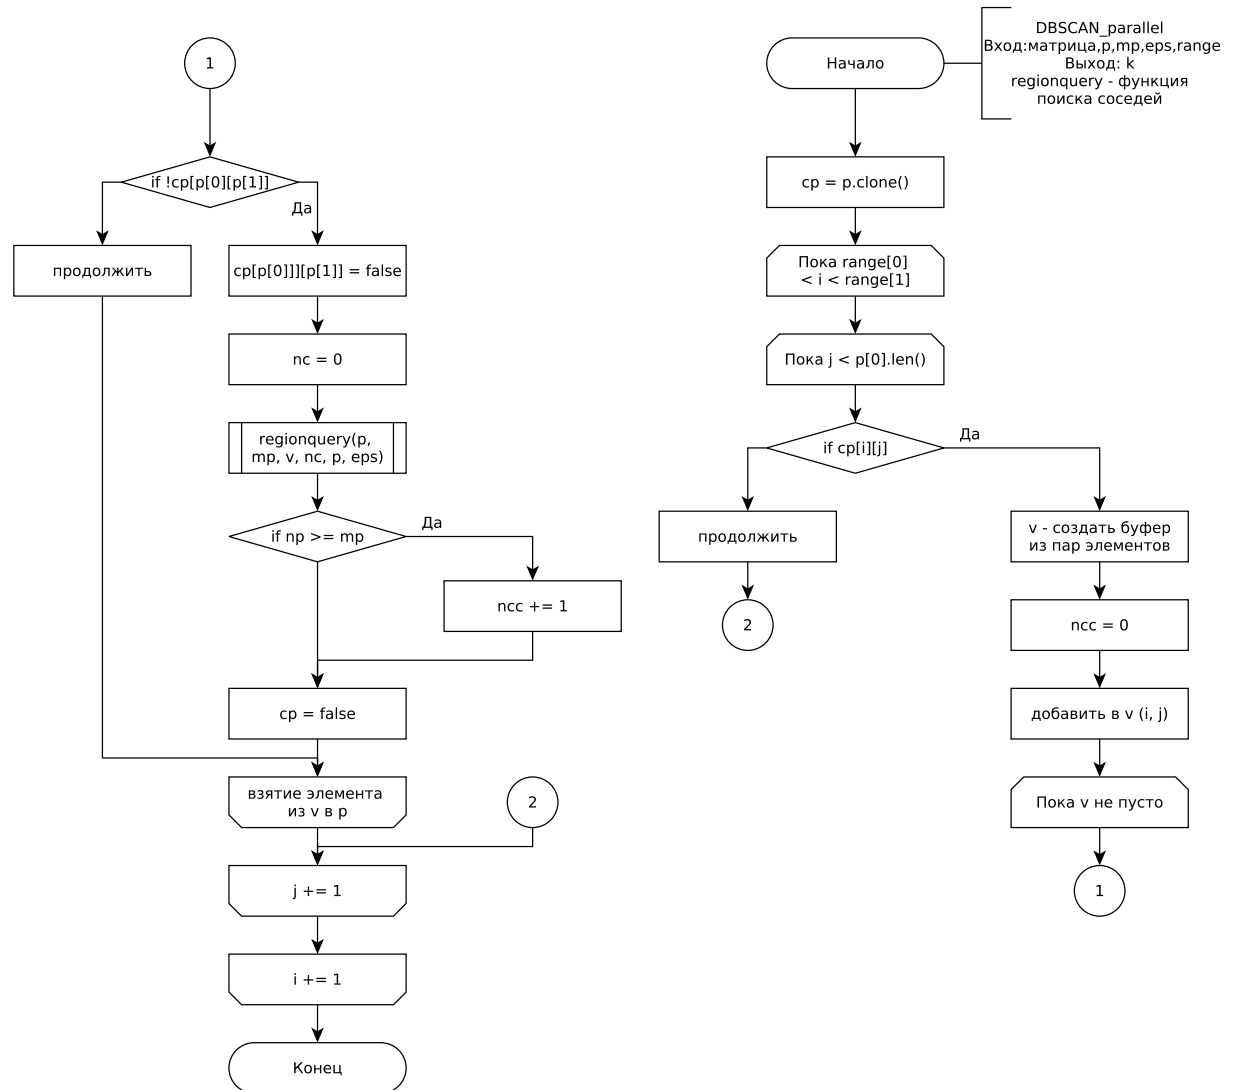 1
if !cp[p[0][p[1]]
Да
продолжить
cp[p[0]]][p[1]] = false
nc = 0
regionquery(p,
mp, v, nc, p, eps)
if np >= mp
Да
ncc += 1
cp = false
взятие элемента
из v в p
2
j += 1
i += 1
Конец
Начало
DBSCAN_parallel
Вход:матрица,p,mp,eps,range
Выход: k
regionquery - функция
поиска соседей
cp = p.clone()
Пока range[0]
< i < range[1]
Пока j < p[0].len()
if cp[i][j]
Да
продолжить
2
v - создать буфер
из пар элементов
ncc = 0
добавить в v (i, j)
Пока v не пусто
1